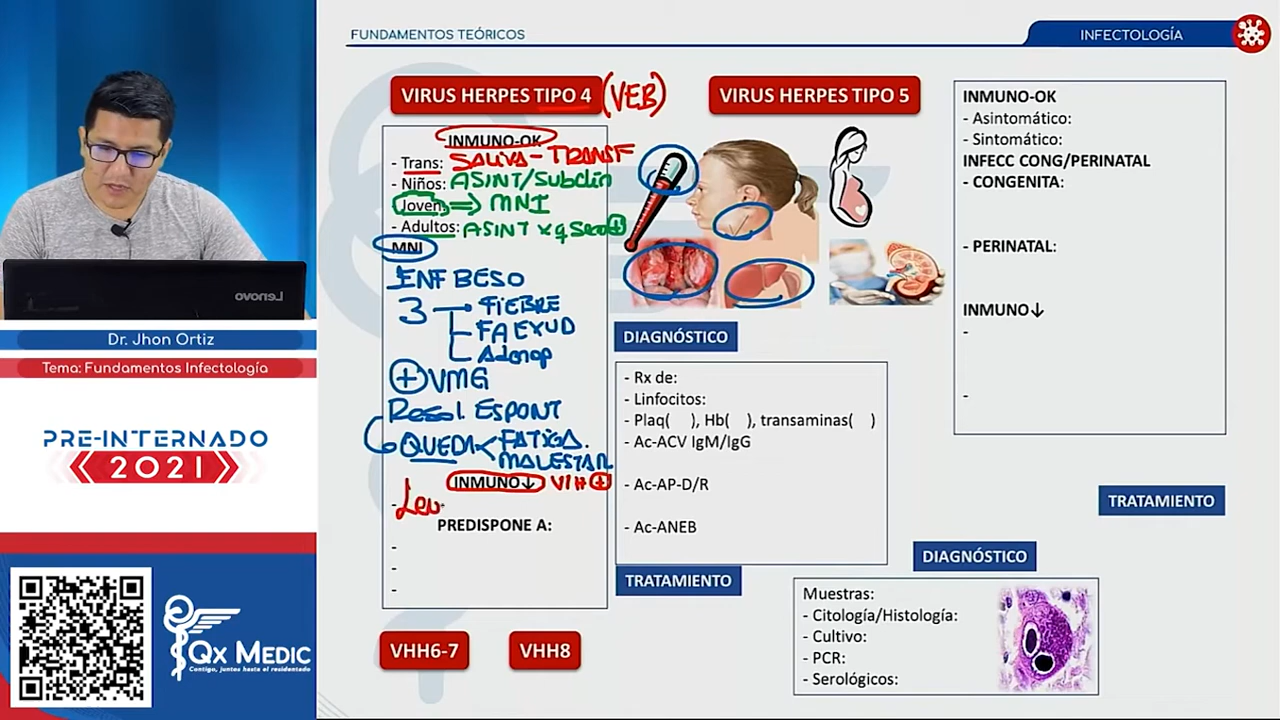 FUNDAMENTOS TEÓRICOS
INFECTOLOGÍA
VIRUS HERPES TIPO 4 (VEB)
INMUNO-OK
- Trans: SALIVA - TRANSF
- Niños: ASINT/Subclin
- Joven: => MNI
- Adultos: ASINT x q Sero+
MNI
ENF BESO
3 FIEBRE
FA EXUD
Adenop
+ VMG
Resol. ESPONT
QUEDA < FATIGA.
MALESTAR
INMUNO↓ VIH +
- Leu
PREDISPONE A:
-
-
-
VHH6-7
VHH8
VIRUS HERPES TIPO 5
DIAGNÓSTICO
- Rx de:
- Linfocitos:
- Plaq( ), Hb( ), transaminas( )
- Ac-ACV IgM/IgG
- Ac-AP-D/R
- Ac-ANEB
TRATAMIENTO
INMUNO-OK
- Asintomático:
- Sintomático:
INFECC CONG/PERINATAL
- CONGENITA:
- PERINATAL:
INMUNO↓
-
-
TRATAMIENTO
DIAGNÓSTICO
Muestras:
- Citología/Histología:
- Cultivo:
- PCR:
- Serológicos:
Lenovo
Dr. Jhon Ortiz
Tema: Fundamentos Infectología
PRE-INTERNADO
2021
QX MEDIC
Contigo, juntos hasta el residentado